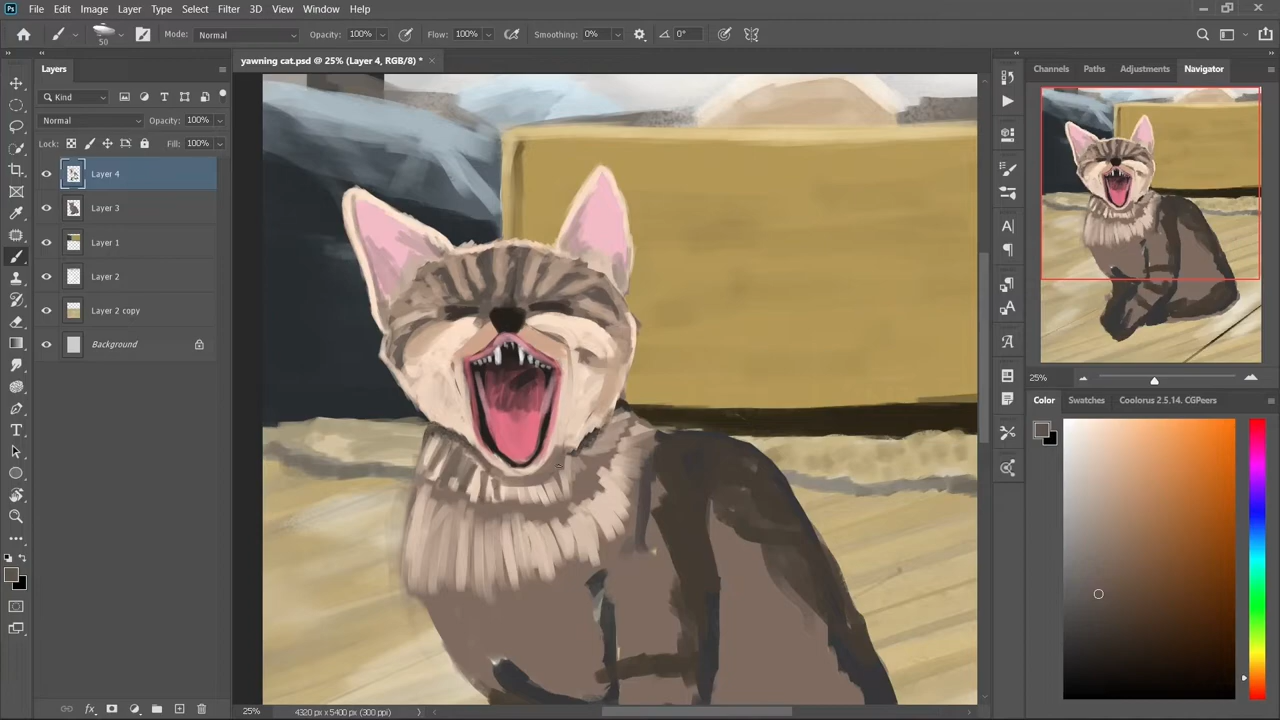 Ps File Edit Image Layer Type Select Filter 3D View Window Help
50 Mode: Normal Opacity: 100% Flow: 100% Smoothing: 0% 0°
Layers
yawning cat.psd @ 25% (Layer 4, RGB/8) *
Channels Paths Adjustments Navigator
Kind
Normal Opacity: 100%
Lock: Fill: 100%
Layer 4
Layer 3
Layer 1
Layer 2
Layer 2 copy
Background
25%
Color Swatches Coolorus 2.5.14. CGPeers
25% 4320 px x 5400 px (300 ppi)